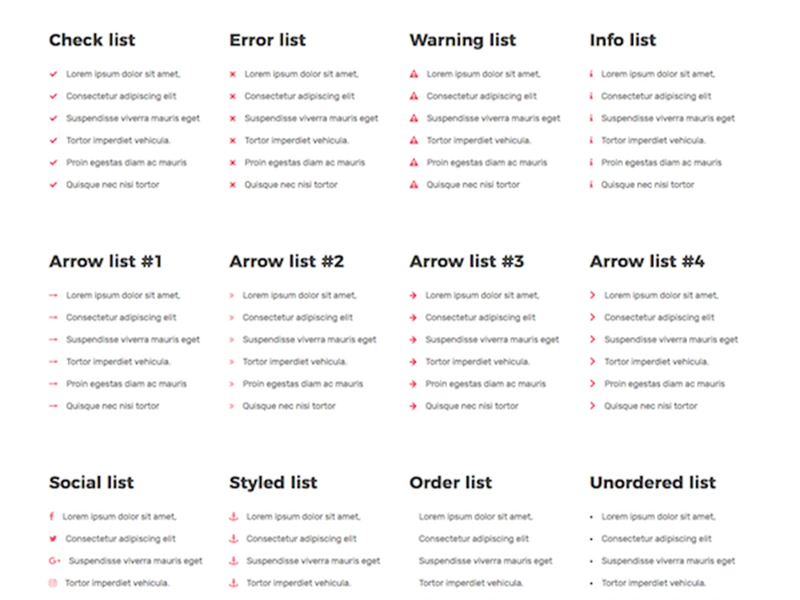 Check list
Lorem ipsum dolor sit amet,
Consectetur adipiscing elit
Suspendisse viverra mauris eget
Tortor imperdiet vehicula.
Proin egestas diam ac mauris
Quisque nec nisi tortor
Error list
Lorem ipsum dolor sit amet,
Consectetur adipiscing elit
Suspendisse viverra mauris eget
Tortor imperdiet vehicula.
Proin egestas diam ac mauris
Quisque nec nisi tortor
Warning list
Lorem ipsum dolor sit amet,
Consectetur adipiscing elit
Suspendisse viverra mauris eget
Tortor imperdiet vehicula.
Proin egestas diam ac mauris
Quisque nec nisi tortor
Info list
Lorem ipsum dolor sit amet,
Consectetur adipiscing elit
Suspendisse viverra mauris eget
Tortor imperdiet vehicula.
Proin egestas diam ac mauris
Quisque nec nisi tortor
Arrow list #1
Lorem ipsum dolor sit amet,
Consectetur adipiscing elit
Suspendisse viverra mauris eget
Tortor imperdiet vehicula.
Proin egestas diam ac mauris
Quisque nec nisi tortor
Arrow list #2
Lorem ipsum dolor sit amet,
Consectetur adipiscing elit
Suspendisse viverra mauris eget
Tortor imperdiet vehicula.
Proin egestas diam ac mauris
Quisque nec nisi tortor
Arrow list #3
Lorem ipsum dolor sit amet,
Consectetur adipiscing elit
Suspendisse viverra mauris eget
Tortor imperdiet vehicula.
Proin egestas diam ac mauris
Quisque nec nisi tortor
Arrow list #4
Lorem ipsum dolor sit amet,
Consectetur adipiscing elit
Suspendisse viverra mauris eget
Tortor imperdiet vehicula.
Proin egestas diam ac mauris
Quisque nec nisi tortor
Social list
Lorem ipsum dolor sit amet,
Consectetur adipiscing elit
Suspendisse viverra mauris eget
Tortor imperdiet vehicula.
Styled list
Lorem ipsum dolor sit amet,
Consectetur adipiscing elit
Suspendisse viverra mauris eget
Tortor imperdiet vehicula.
Order list
Lorem ipsum dolor sit amet,
Consectetur adipiscing elit
Suspendisse viverra mauris eget
Tortor imperdiet vehicula.
Unordered list
Lorem ipsum dolor sit amet,
Consectetur adipiscing elit
Suspendisse viverra mauris eget
Tortor imperdiet vehicula.